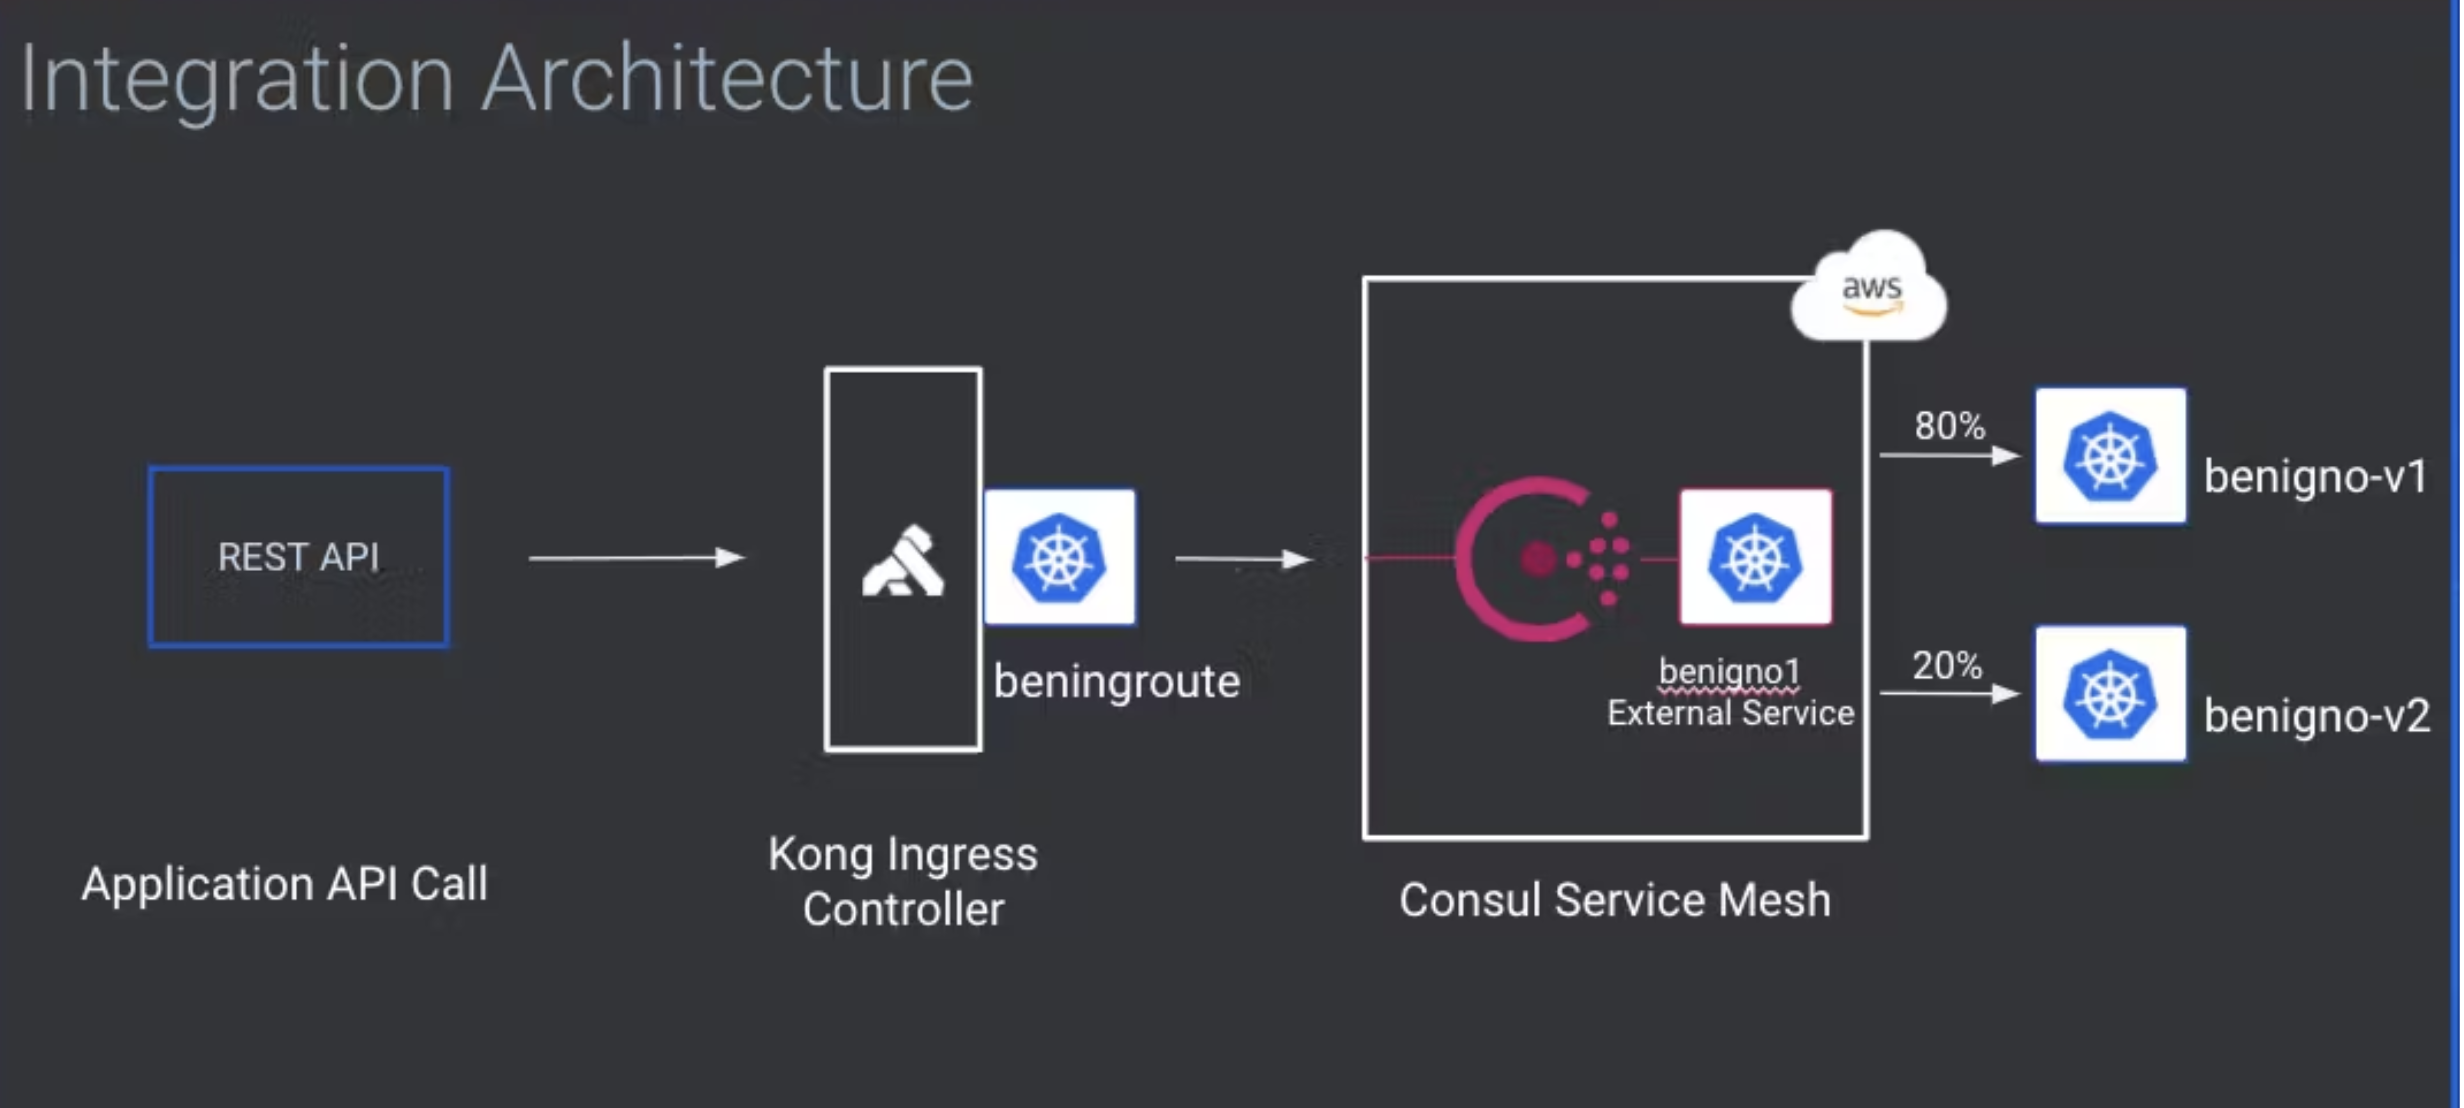 Integration Architecture
aws
80%
benigno-v1
REST API
beningroute
benigno1
External Service
20%
benigno-v2
Application API Call
Kong Ingress
Controller
Consul Service Mesh